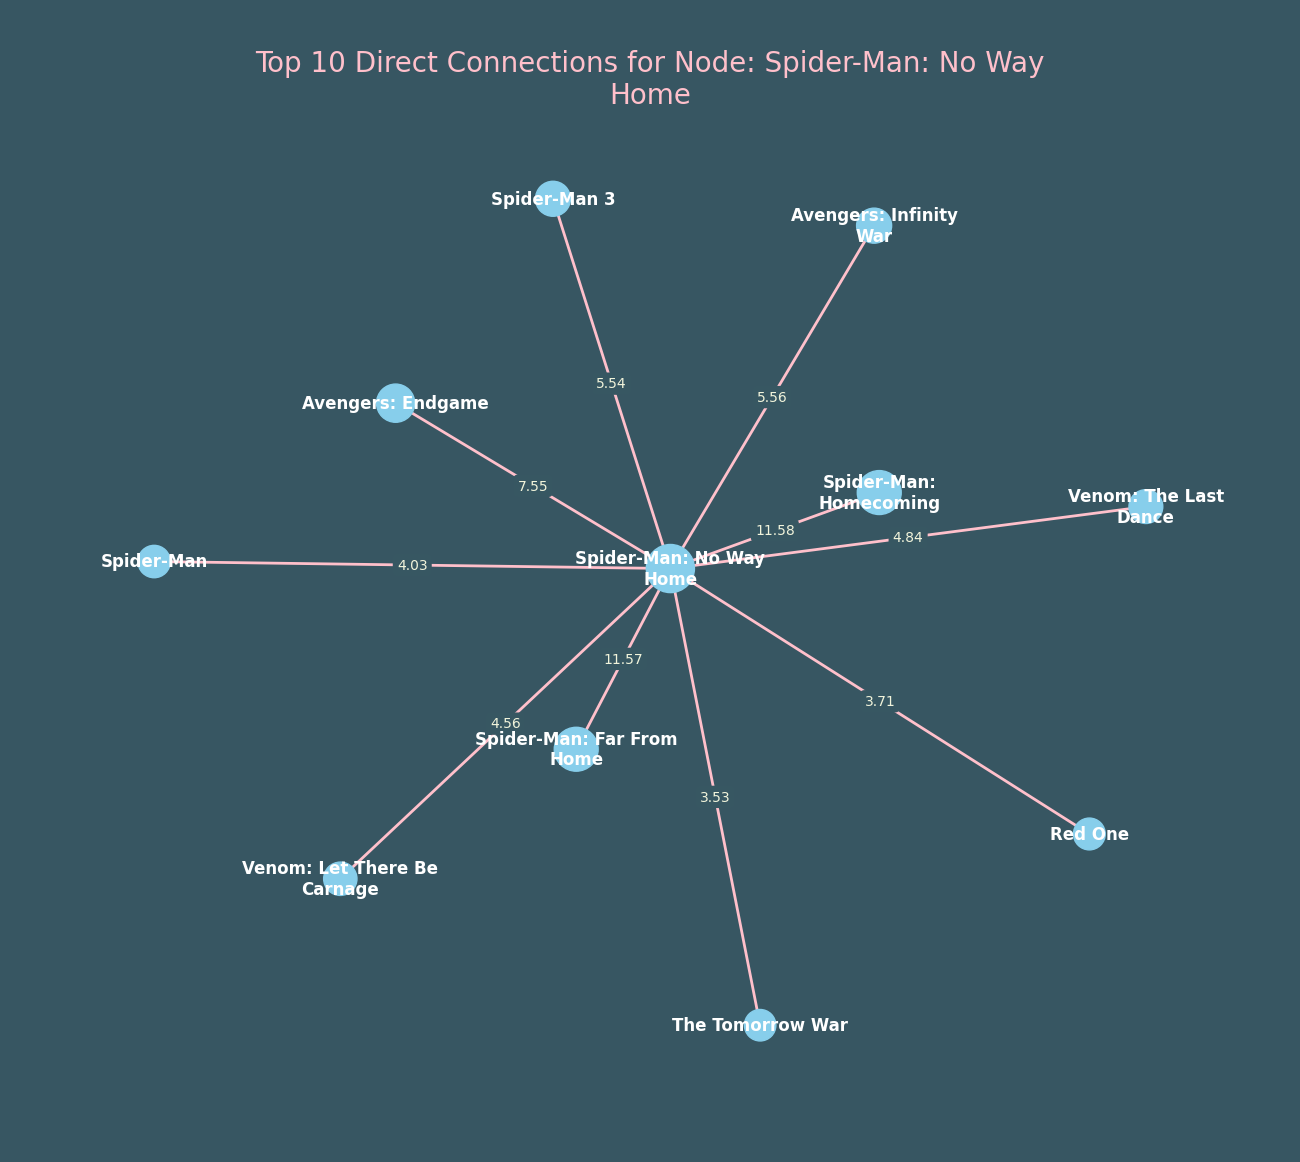 Top 10 Direct Connections for Node: Spider-Man: No Way
Home
Spider-Man 3
Avengers: Infinity
War
5.54
5.56
Avengers: Endgame
7.55
Spider-Man:
Homecoming
Venom: The Last
Dance
11.58
4.84
Spider-Man
4.03
Spider-Man: No Way
Home
11.57
3.71
4.56
Spider-Man: Far From
Home
3.53
Red One
Venom: Let There Be
Carnage
The Tomorrow War